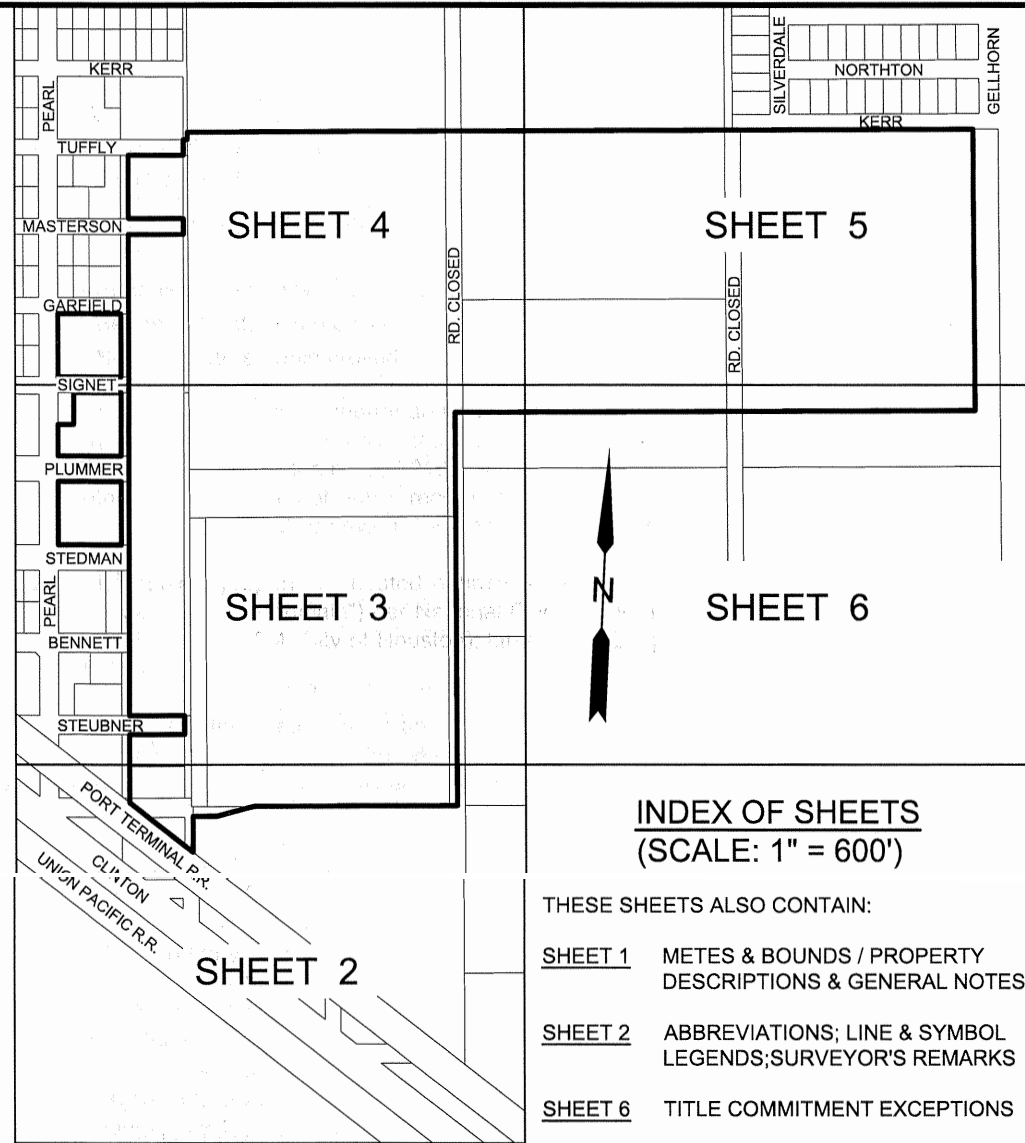 KERR
PEARL
TUFFLY
MASTERSON
GARFIELD
SIGNET
PLUMMER
STEDMAN
PEARL
BENNETT
STEUBNER
SILVERDALE
NORTHTON
GELLHORN
KERR
SHEET 4
SHEET 5
RD. CLOSED
RD. CLOSED
SHEET 3
N
SHEET 6
PORT TERMINAL R.R.
CLINTON
UNION PACIFIC R.R.
SHEET 2
INDEX OF SHEETS
(SCALE: 1" = 600')
THESE SHEETS ALSO CONTAIN:
SHEET 1 METES & BOUNDS / PROPERTY
DESCRIPTIONS & GENERAL NOTES
SHEET 2 ABBREVIATIONS; LINE & SYMBOL
LEGENDS;SURVEYOR'S REMARKS
SHEET 6 TITLE COMMITMENT EXCEPTIONS